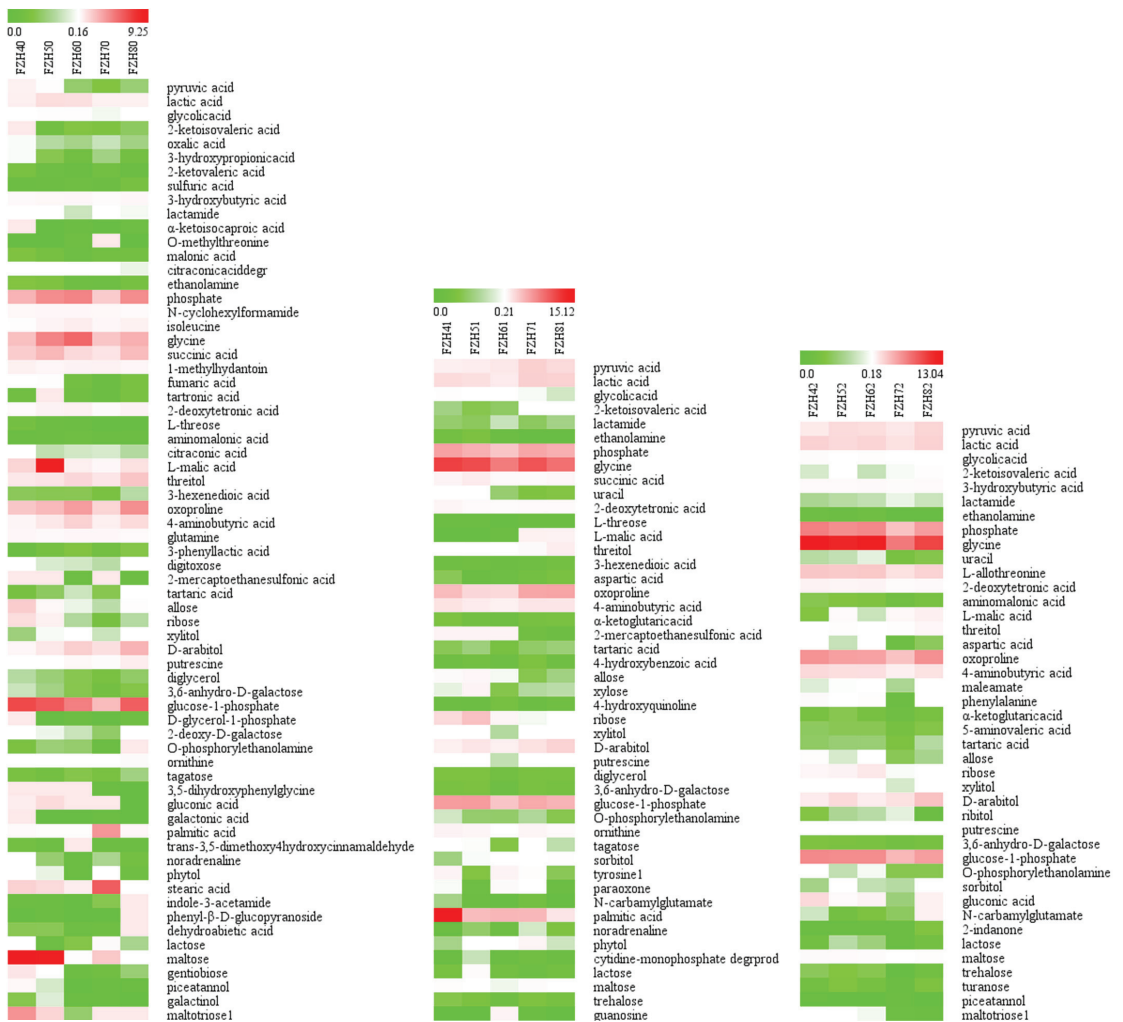 0.0 0.16 9.25
FZH40 FZH50 FZH60 FZH70 FZH80
pyruvic acid
lactic acid
glycolicacid
2-ketoisovaleric acid
oxalic acid
3-hydroxypropionicacid
2-ketovaleric acid
sulfuric acid
3-hydroxybutyric acid
lactamide
α-ketoisocaproic acid
O-methylthreonine
malonic acid
citraconicaciddegr
ethanolamine
phosphate
N-cyclohexylformamide
isoleucine
glycine
succinic acid
1-methylhydantoin
fumaric acid
tartronic acid
2-deoxytetronic acid
L-threose
aminomalonic acid
citraconic acid
L-malic acid
threitol
3-hexenedioic acid
oxoproline
4-aminobutyric acid
glutamine
3-phenyllactic acid
digitoxose
2-mercaptoethanesulfonic acid
tartaric acid
allose
ribose
xylitol
D-arabitol
putrescine
diglycerol
3,6-anhydro-D-galactose
glucose-1-phosphate
D-glycerol-1-phosphate
2-deoxy-D-galactose
O-phosphorylethanolamine
ornithine
tagatose
3,5-dihydroxyphenylglycine
gluconic acid
galactonic acid
palmitic acid
trans-3,5-dimethoxy4hydroxycinnamaldehyde
noradrenaline
phytol
stearic acid
indole-3-acetamide
phenyl-β-D-glucopyranoside
dehydroabietic acid
lactose
maltose
gentiobiose
piceatannol
galactinol
maltotriose1
0.0 0.21 15.12
FZH41 FZH51 FZH61 FZH71 FZH81
pyruvic acid
lactic acid
glycolicacid
2-ketoisovaleric acid
lactamide
ethanolamine
phosphate
glycine
succinic acid
uracil
2-deoxytetronic acid
L-threose
L-malic acid
threitol
3-hexenedioic acid
aspartic acid
oxoproline
4-aminobutyric acid
α-ketoglutaricacid
2-mercaptoethanesulfonic acid
tartaric acid
4-hydroxybenzoic acid
allose
xylose
4-hydroxyquinoline
ribose
xylitol
D-arabitol
putrescine
diglycerol
3,6-anhydro-D-galactose
glucose-1-phosphate
O-phosphorylethanolamine
ornithine
tagatose
sorbitol
tyrosine1
paraoxone
N-carbamylglutamate
palmitic acid
noradrenaline
phytol
cytidine-monophosphate degrprod
lactose
maltose
trehalose
guanosine
0.0 0.18 13.04
FZH42 FZH52 FZH62 FZH72 FZH82
pyruvic acid
lactic acid
glycolicacid
2-ketoisovaleric acid
3-hydroxybutyric acid
lactamide
ethanolamine
phosphate
glycine
uracil
L-allothreonine
2-deoxytetronic acid
aminomalonic acid
L-malic acid
threitol
aspartic acid
oxoproline
4-aminobutyric acid
maleamate
phenylalanine
α-ketoglutaricacid
5-aminovaleric acid
tartaric acid
allose
ribose
xylitol
D-arabitol
ribitol
putrescine
3,6-anhydro-D-galactose
glucose-1-phosphate
O-phosphorylethanolamine
sorbitol
gluconic acid
N-carbamylglutamate
2-indanone
lactose
maltose
trehalose
turanose
piceatannol
maltotriose1